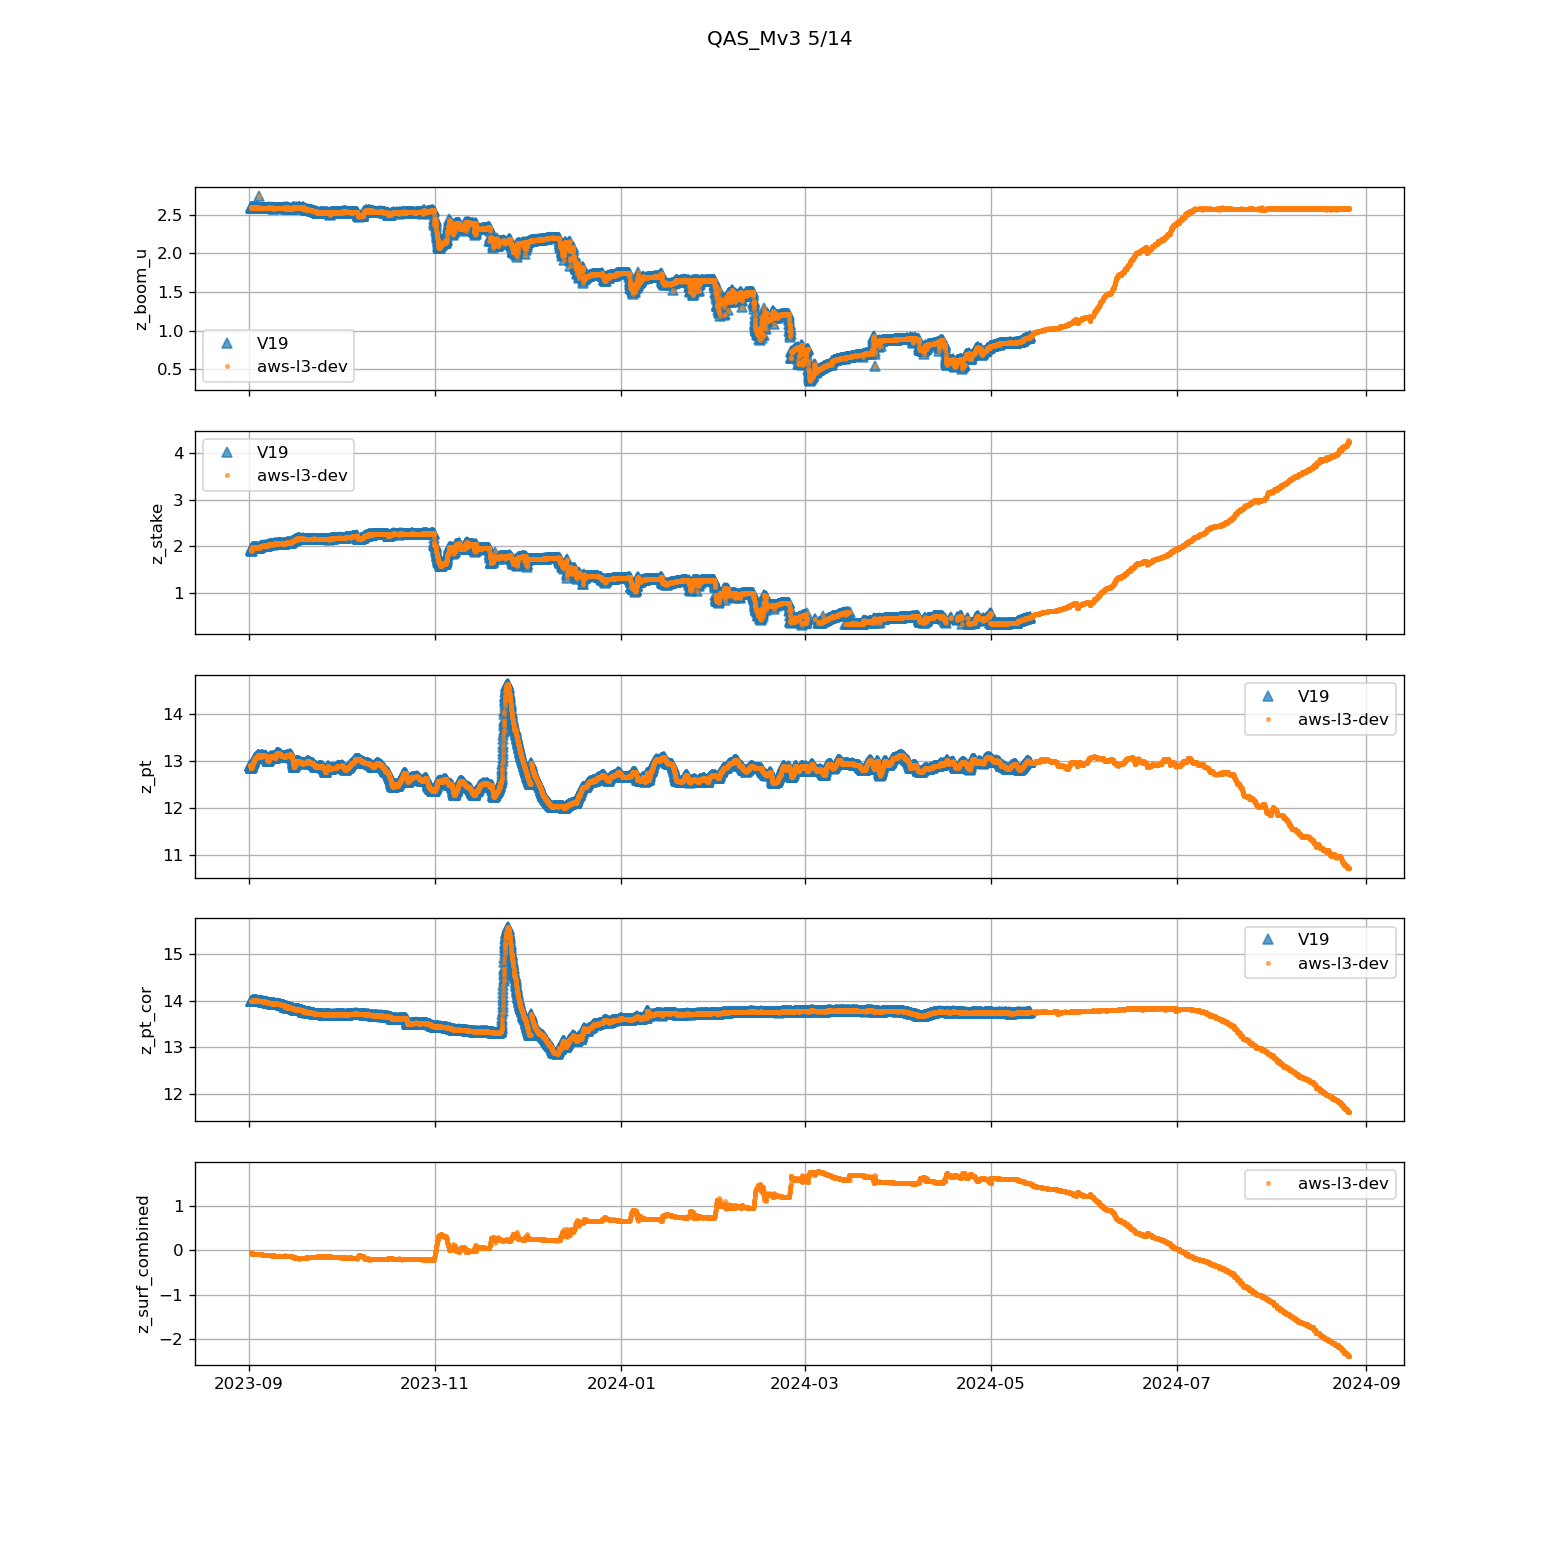 QAS_Mv3 5/14
z_boom_u
2.5
2.0
1.5
1.0
0.5
V19
aws-l3-dev
z_stake
4
3
2
1
V19
aws-l3-dev
z_pt
14
13
12
11
V19
aws-l3-dev
z_pt_cor
15
14
13
12
V19
aws-l3-dev
z_surf_combined
1
0
−1
−2
aws-l3-dev
2023-09 2023-11 2024-01 2024-03 2024-05 2024-07 2024-09